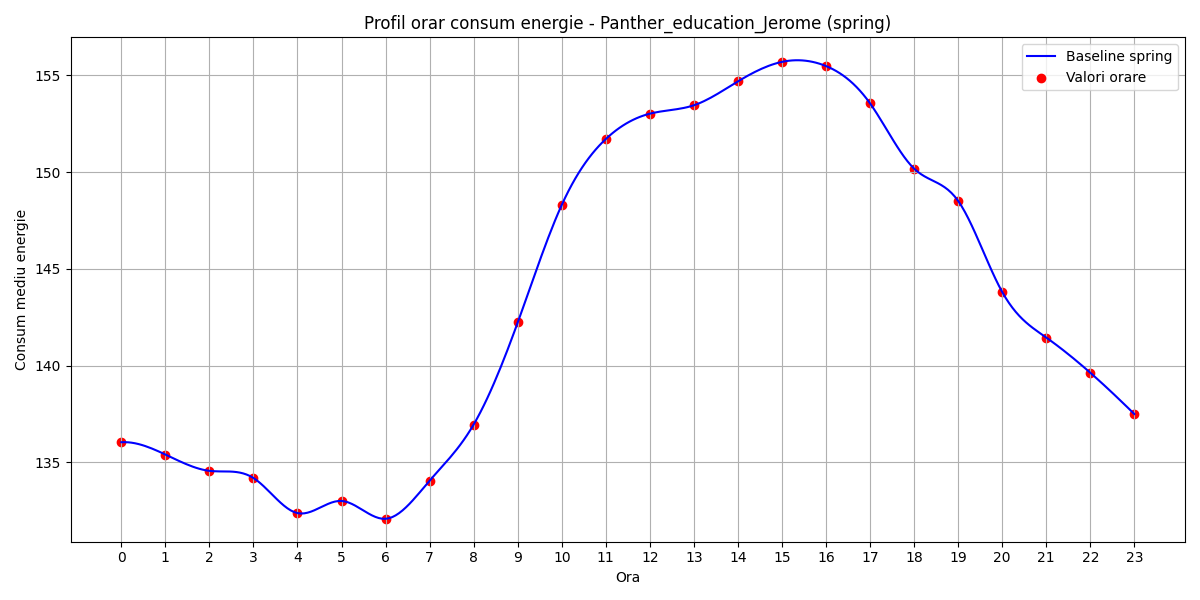 Profil orar consum energie - Panther_education_Jerome (spring)
Baseline spring
Valori orare
Consum mediu energie
155
150
145
140
135
0 1 2 3 4 5 6 7 8 9 10 11 12 13 14 15 16 17 18 19 20 21 22 23
Ora